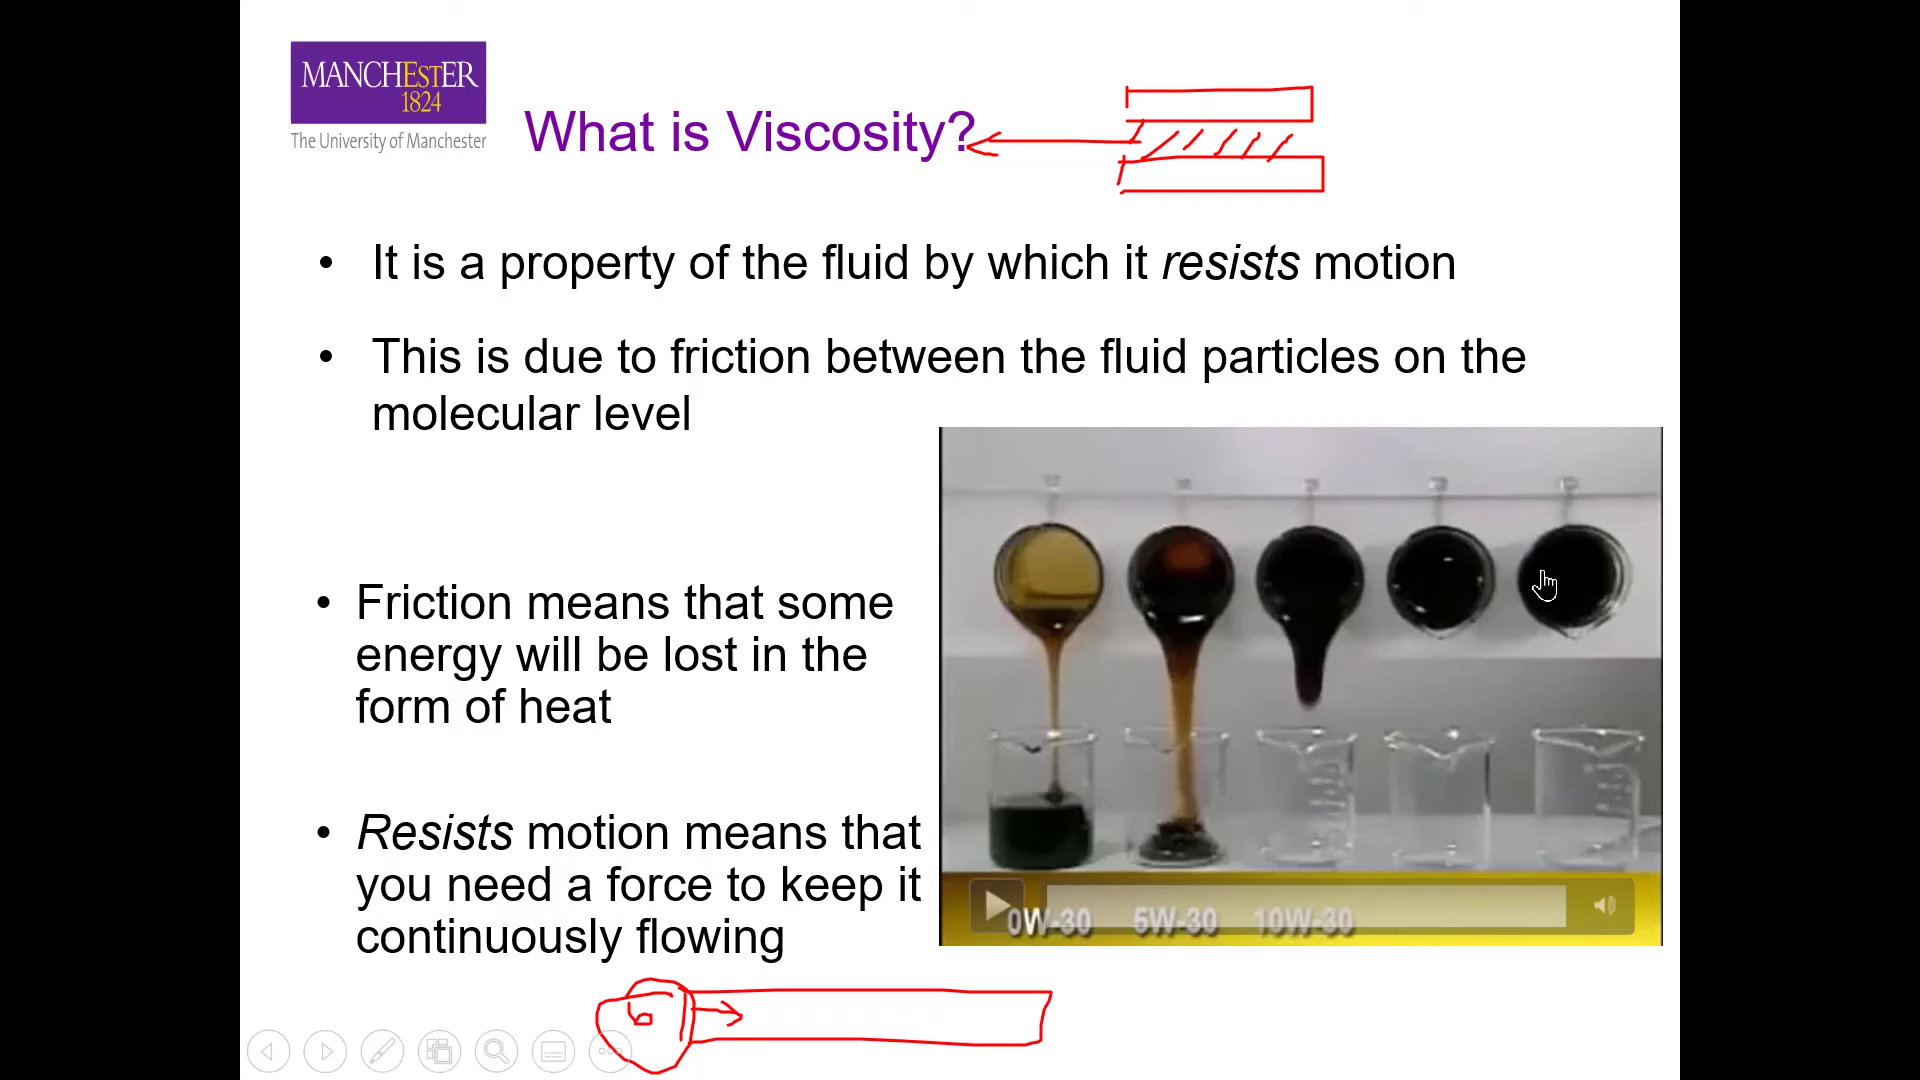 MANCHESTER
1824
The University of Manchester
What is Viscosity?
• It is a property of the fluid by which it resists motion
• This is due to friction between the fluid particles on the
molecular level
• Friction means that some
energy will be lost in the
form of heat
• Resists motion means that
you need a force to keep it
continuously flowing
0W-30 5W-30 10W-30